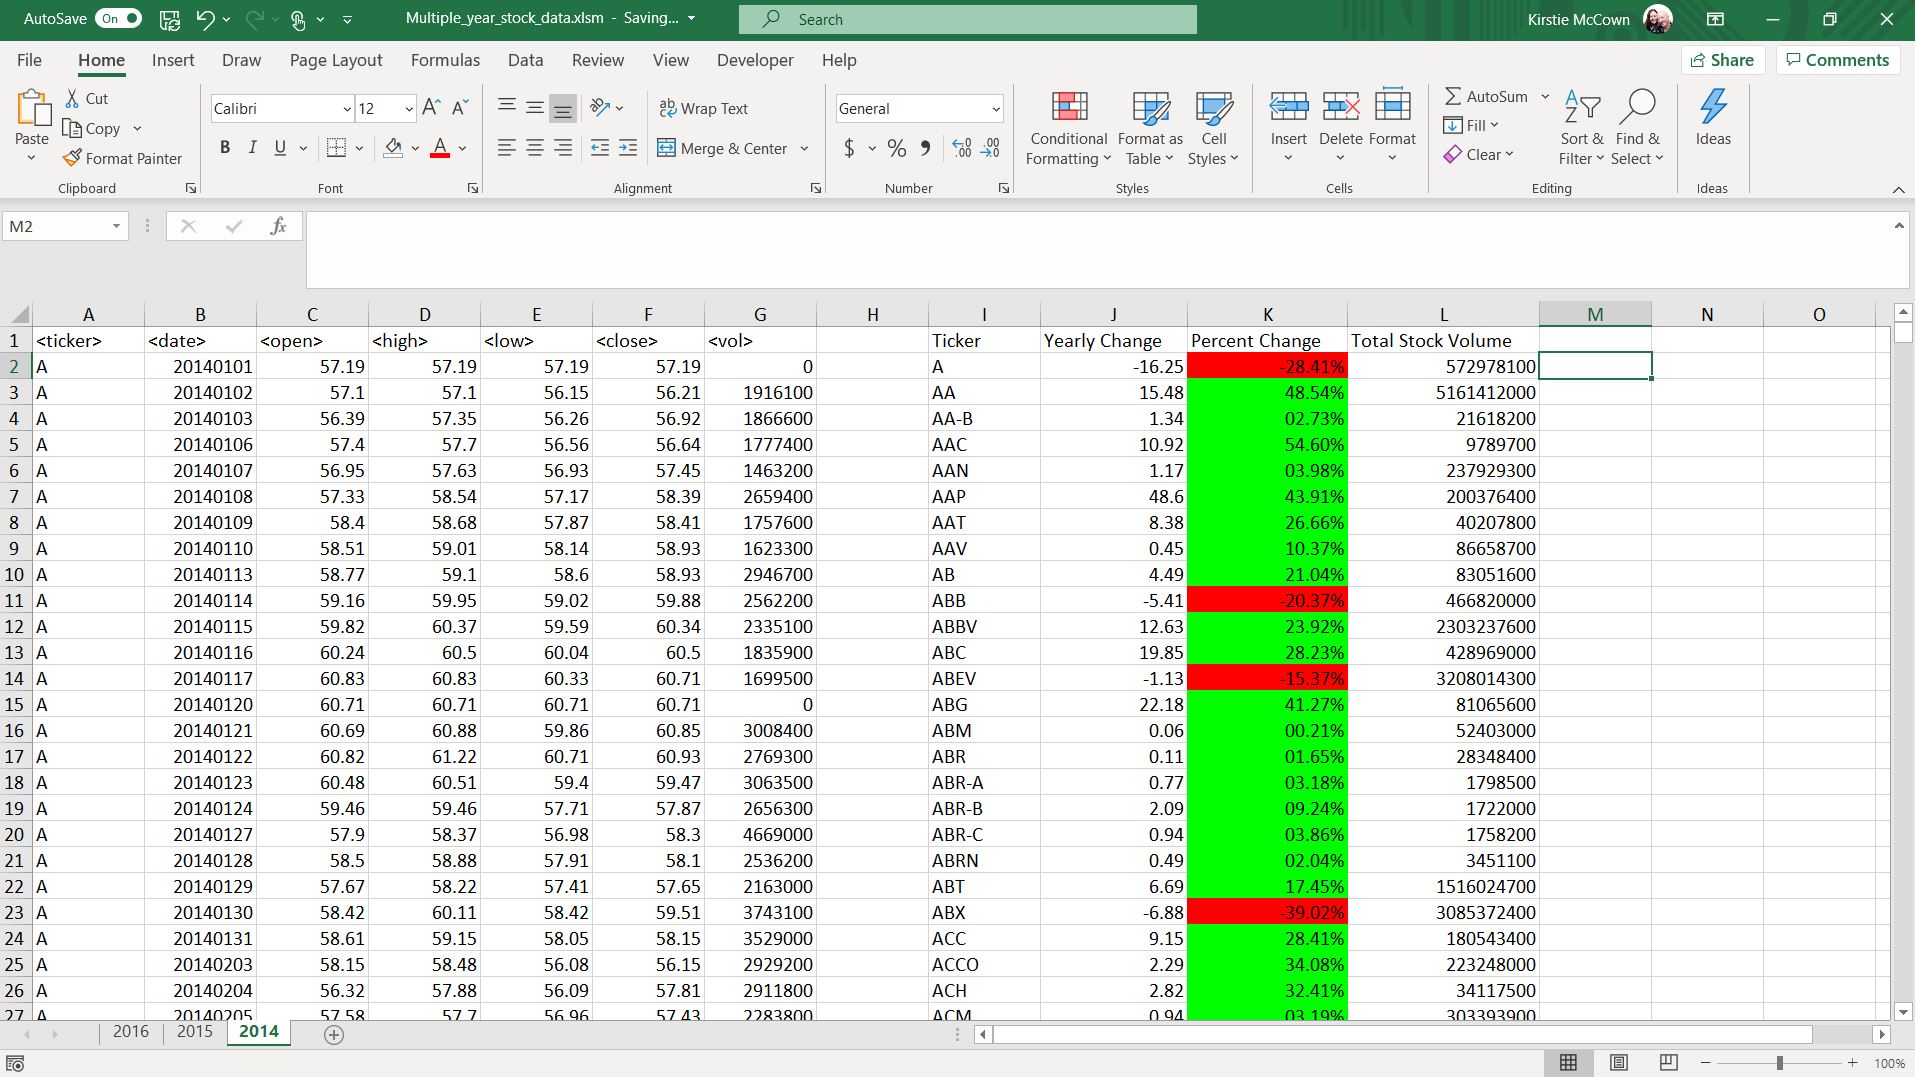 AutoSave On Multiple_year_stock_data.xlsm - Saving... Search Kirstie McCown
File Home Insert Draw Page Layout Formulas Data Review View Developer Help Share Comments
Paste Cut Copy Format Painter Clipboard
Calibri 12 A A B I U A Font
ab Wrap Text Merge & Center Alignment
General $ % 9 .00 .00 Number
Conditional Formatting Format as Table Cell Styles Styles
Insert Delete Format Cells
AutoSum Fill Clear Sort & Filter Find & Select Editing
Ideas Ideas
M2 fx
A B C D E F G H I J K L M N O
1 <ticker> <date> <open> <high> <low> <close> <vol> Ticker Yearly Change Percent Change Total Stock Volume
2 A 20140101 57.19 57.19 57.19 57.19 0 A -16.25 -28.41% 572978100
3 A 20140102 57.1 57.1 56.15 56.21 1916100 AA 15.48 48.54% 5161412000
4 A 20140103 56.39 57.35 56.26 56.92 1866600 AA-B 1.34 02.73% 21618200
5 A 20140106 57.4 57.7 56.56 56.64 1777400 AAC 10.92 54.60% 9789700
6 A 20140107 56.95 57.63 56.93 57.45 1463200 AAN 1.17 03.98% 237929300
7 A 20140108 57.33 58.54 57.17 58.39 2659400 AAP 48.6 43.91% 200376400
8 A 20140109 58.4 58.68 57.87 58.41 1757600 AAT 8.38 26.66% 40207800
9 A 20140110 58.51 59.01 58.14 58.93 1623300 AAV 0.45 10.37% 86658700
10 A 20140113 58.77 59.1 58.6 58.93 2946700 AB 4.49 21.04% 83051600
11 A 20140114 59.16 59.95 59.02 59.88 2562200 ABB -5.41 -20.37% 466820000
12 A 20140115 59.82 60.37 59.59 60.34 2335100 ABBV 12.63 23.92% 2303237600
13 A 20140116 60.24 60.5 60.04 60.5 1835900 ABC 19.85 28.23% 428969000
14 A 20140117 60.83 60.83 60.33 60.71 1699500 ABEV -1.13 -15.37% 3208014300
15 A 20140120 60.71 60.71 60.71 60.71 0 ABG 22.18 41.27% 81065600
16 A 20140121 60.69 60.88 59.86 60.85 3008400 ABM 0.06 00.21% 52403000
17 A 20140122 60.82 61.22 60.71 60.93 2769300 ABR 0.11 01.65% 28348400
18 A 20140123 60.48 60.51 59.4 59.47 3063500 ABR-A 0.77 03.18% 1798500
19 A 20140124 59.46 59.46 57.71 57.87 2656300 ABR-B 2.09 09.24% 1722000
20 A 20140127 57.9 58.37 56.98 58.3 4669000 ABR-C 0.94 03.86% 1758200
21 A 20140128 58.5 58.88 57.91 58.1 2536200 ABRN 0.49 02.04% 3451100
22 A 20140129 57.67 58.22 57.41 57.65 2163000 ABT 6.69 17.45% 1516024700
23 A 20140130 58.42 60.11 58.42 59.51 3743100 ABX -6.88 -39.02% 3085372400
24 A 20140131 58.61 59.15 58.05 58.15 3529000 ACC 9.15 28.41% 180543400
25 A 20140203 58.15 58.48 56.08 56.15 2929200 ACCO 2.29 34.08% 223248000
26 A 20140204 56.32 57.88 56.09 57.81 2911800 ACH 2.82 32.41% 34117500
27 A 20140205 57.58 57.7 56.96 57.43 2283800 ACM 0.94 03.19% 303393900
2016 2015 2014
100%